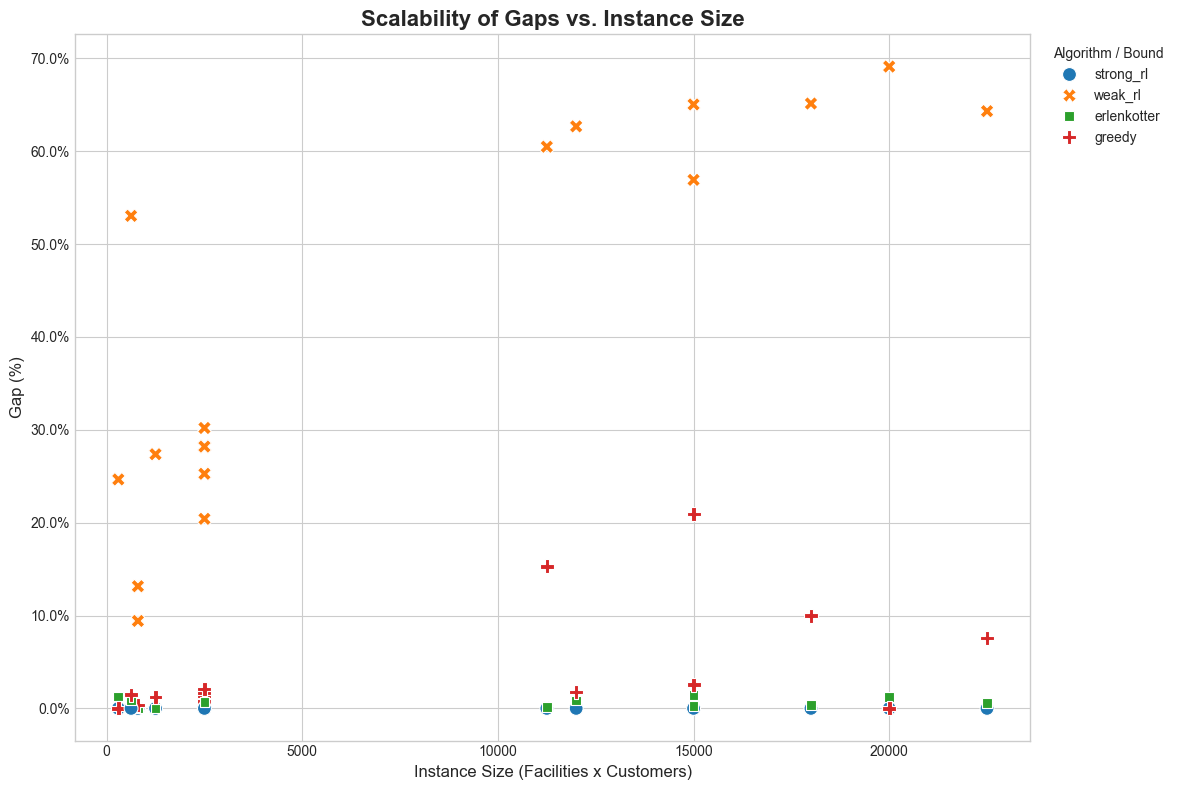 Scalability of Gaps vs. Instance Size
Gap (%)
70.0%
60.0%
50.0%
40.0%
30.0%
20.0%
10.0%
0.0%
0
5000
10000
15000
20000
Instance Size (Facilities x Customers)
Algorithm / Bound
strong_rl
weak_rl
erlenkotter
greedy